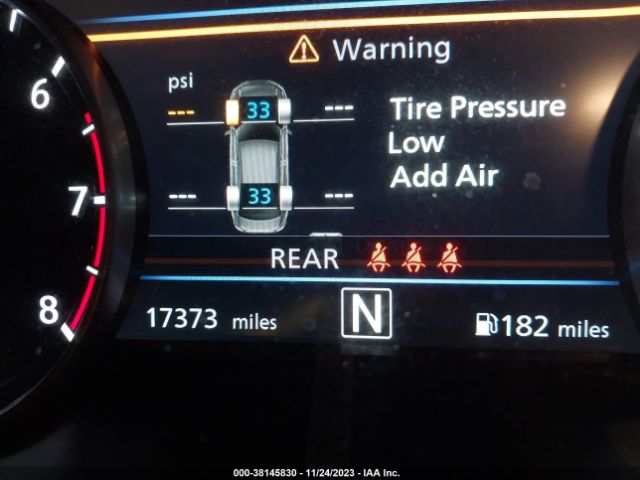 Warning
psi
--- 33 ---
Tire Pressure
Low
Add Air
--- 33 ---
REAR
6
7
8
17373 miles
N
182 miles
000-38145830 - 11/24/2023 - IAA Inc.